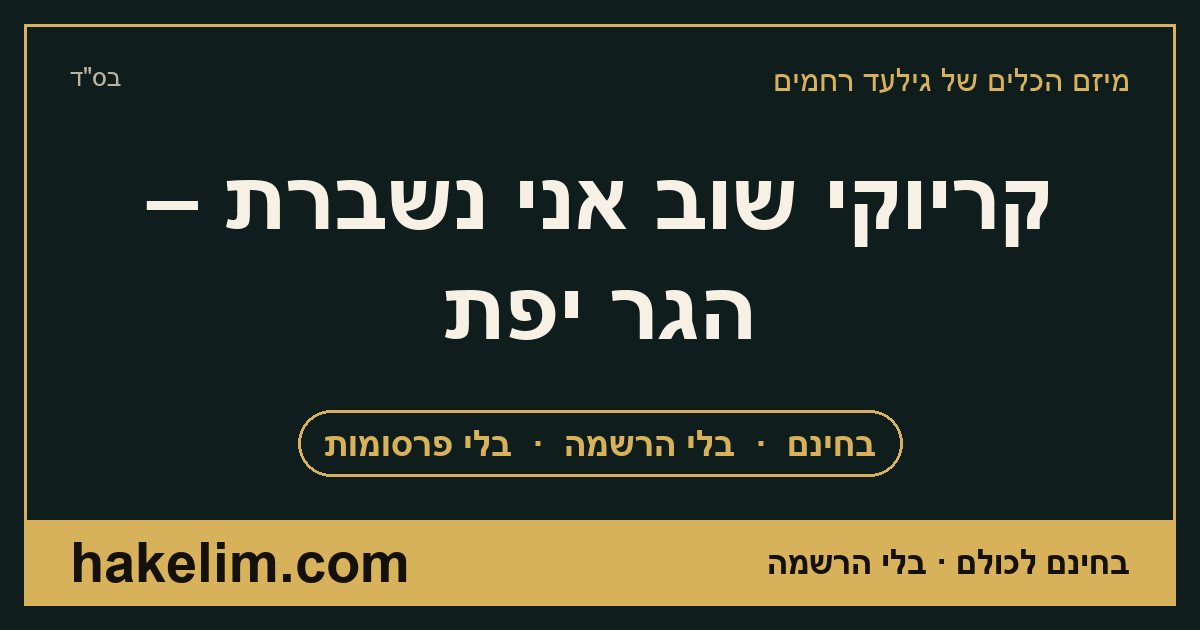 מיזם הכלים של גילעד רחמים
בס"ד
קריוקי שוב אני נשברת –
הגר יפת
בחינם · בלי הרשמה · בלי פרסומות
בחינם לכולם · בלי הרשמה
hakelim.com